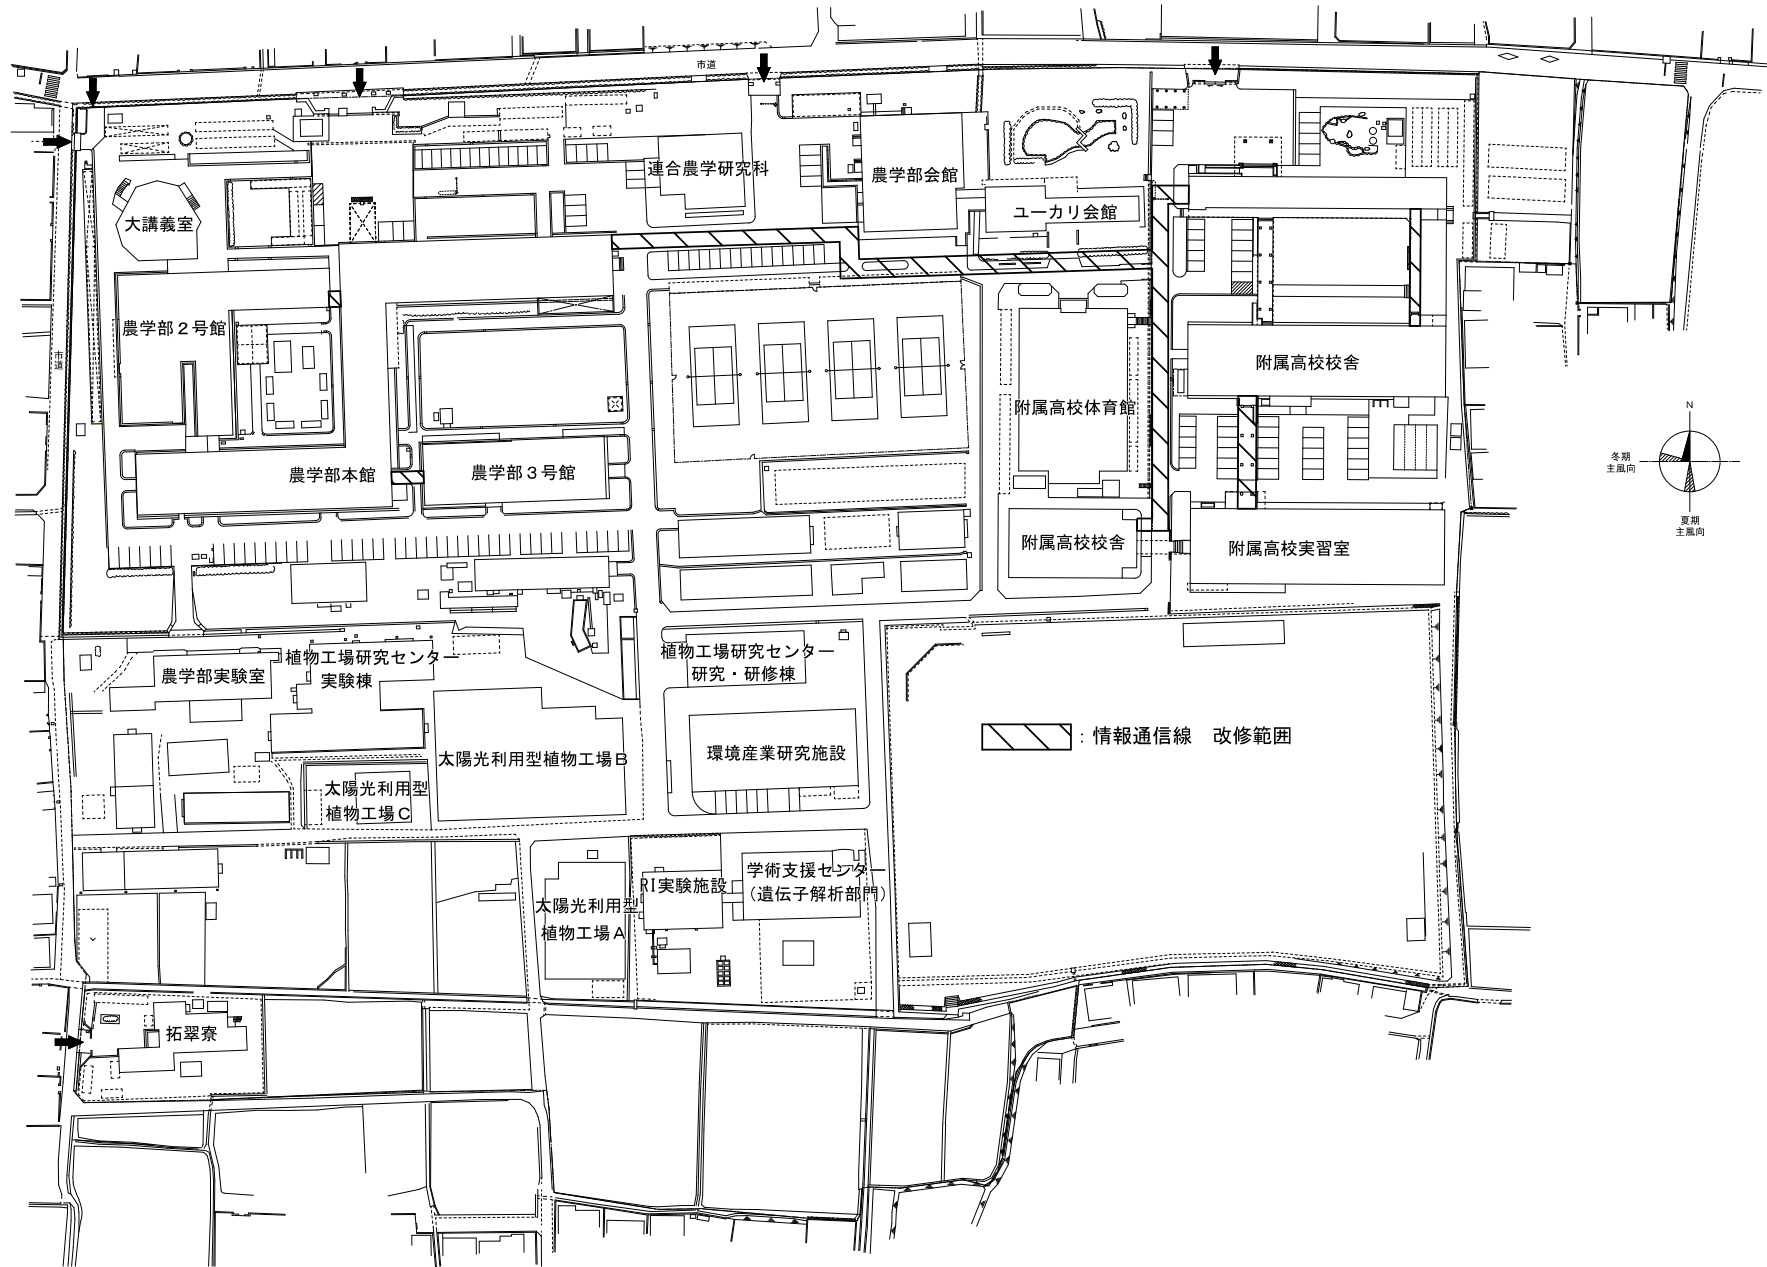 市道
連合農学研究科
農学部会館
ユーカリ会館
大講義室
農学部２号館
市道
附属高校校舎
附属高校体育館
農学部本館
農学部３号館
附属高校校舎
附属高校実習室
N
冬期
主風向
夏期
主風向
農学部実験室
植物工場研究センター
実験棟
植物工場研究センター
研究・研修棟
：情報通信線　改修範囲
太陽光利用型植物工場Ｂ
環境産業研究施設
太陽光利用型
植物工場Ｃ
太陽光利用型
植物工場Ａ
RI実験施設
学術支援センター
（遺伝子解析部門）
拓翠寮